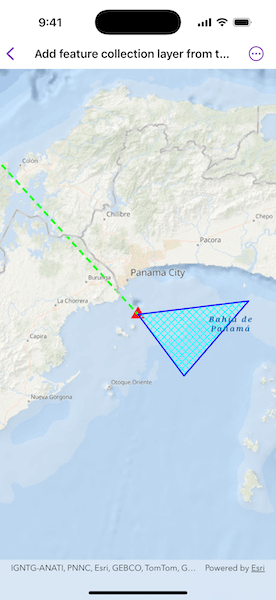 9:41
Add feature collection layer from t...
Colón
Chilibre
Chepo
Pacora
Panama City
Burunga
La Chorrera
Bahía de
Panamá
Capira
Otoque Oriente
Nueva Gorgona
IGNTG-ANATI, PNNC, Esri, GEBCO, TomTom, G...
Powered by Esri